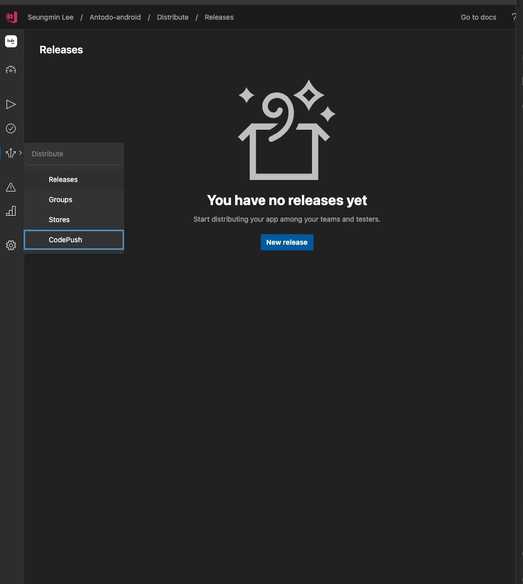 Seungmin Lee / Antodo-android / Distribute / Releases
Go to docs
?
Releases
Distribute
Releases
Groups
Stores
CodePush
You have no releases yet
Start distributing your app among your teams and testers.
New release